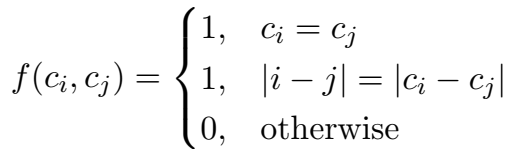 f(c_i, c_j) = { 1, c_i = c_j
1, |i − j| = |c_i − c_j|
0, otherwise